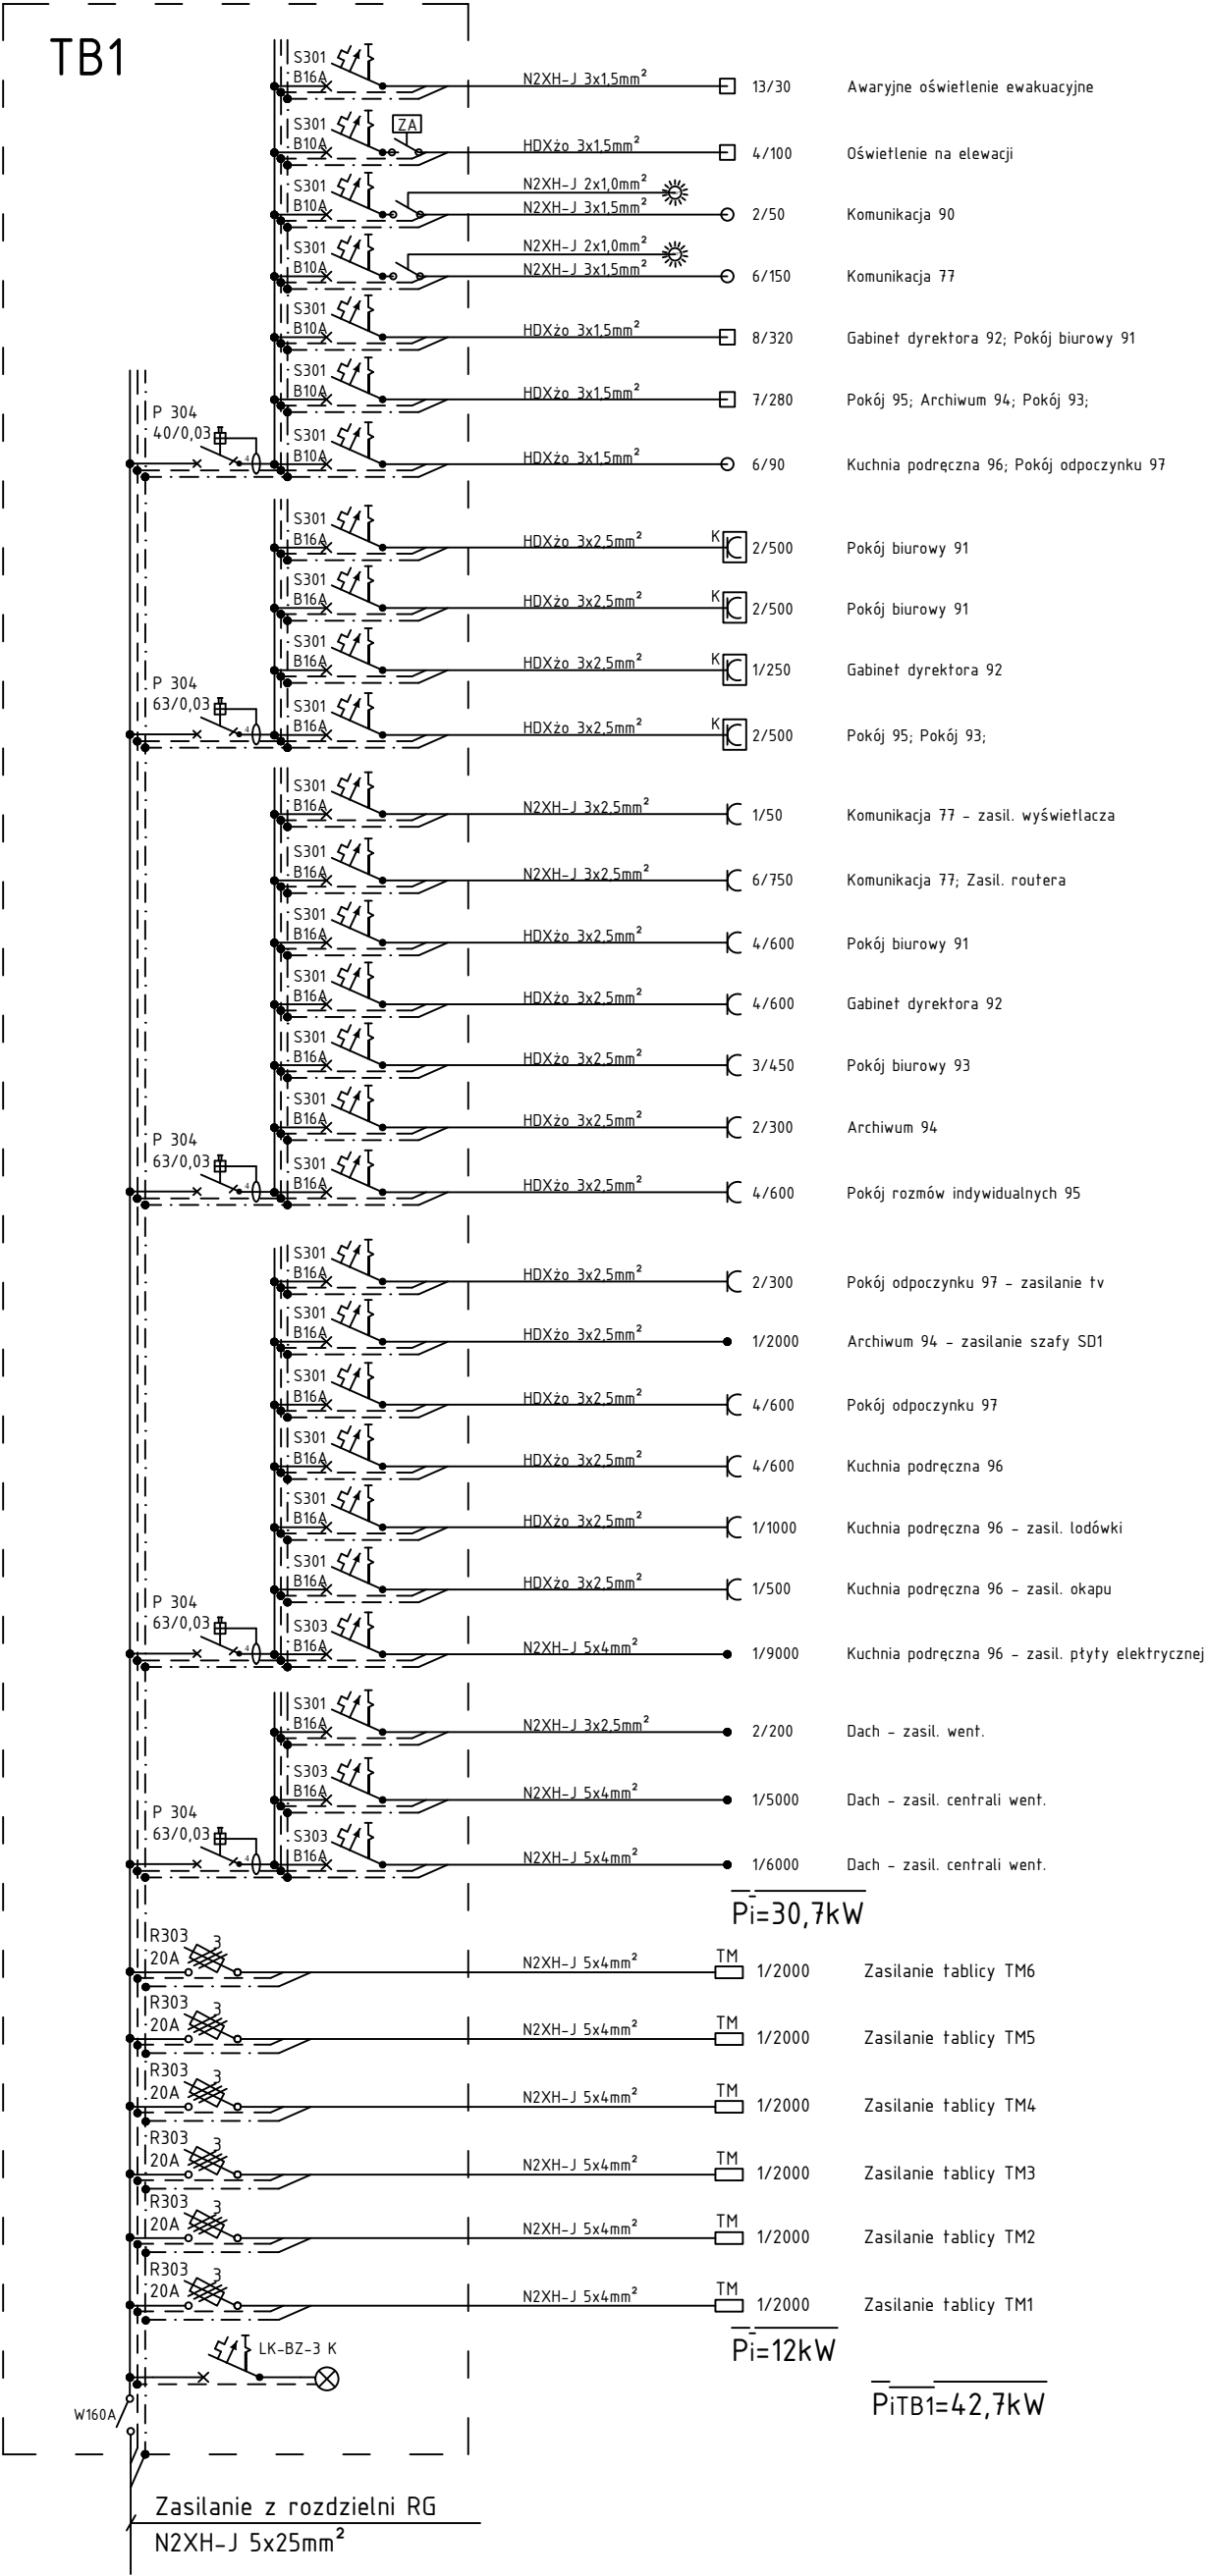 TB1
S301
B16A
N2XH-J 3x1,5mm²
13/30
Awaryjne oświetlenie ewakuacyjne
S301
B10A
ZA
HDXżo 3x1,5mm²
4/100
Oświetlenie na elewacji
S301
B10A
N2XH-J 2x1,0mm²
N2XH-J 3x1,5mm²
2/50
Komunikacja 90
S301
B10A
N2XH-J 2x1,0mm²
N2XH-J 3x1,5mm²
6/150
Komunikacja 77
S301
B10A
HDXżo 3x1,5mm²
8/320
Gabinet dyrektora 92; Pokój biurowy 91
S301
B10A
HDXżo 3x1,5mm²
7/280
Pokój 95; Archiwum 94; Pokój 93;
P 304
40/0,03
4
S301
B10A
HDXżo 3x1,5mm²
6/90
Kuchnia podręczna 96; Pokój odpoczynku 97
S301
B16A
HDXżo 3x2,5mm²
K
2/500
Pokój biurowy 91
S301
B16A
HDXżo 3x2,5mm²
K
2/500
Pokój biurowy 91
S301
B16A
HDXżo 3x2,5mm²
K
1/250
Gabinet dyrektora 92
P 304
63/0,03
4
S301
B16A
HDXżo 3x2,5mm²
K
2/500
Pokój 95; Pokój 93;
S301
B16A
N2XH-J 3x2,5mm²
1/50
Komunikacja 77 - zasil. wyświetlacza
S301
B16A
N2XH-J 3x2,5mm²
6/750
Komunikacja 77; Zasil. routera
S301
B16A
HDXżo 3x2,5mm²
4/600
Pokój biurowy 91
S301
B16A
HDXżo 3x2,5mm²
4/600
Gabinet dyrektora 92
S301
B16A
HDXżo 3x2,5mm²
3/450
Pokój biurowy 93
S301
B16A
HDXżo 3x2,5mm²
2/300
Archiwum 94
P 304
63/0,03
4
S301
B16A
HDXżo 3x2,5mm²
4/600
Pokój rozmów indywidualnych 95
S301
B16A
HDXżo 3x2,5mm²
2/300
Pokój odpoczynku 97 - zasilanie tv
S301
B16A
HDXżo 3x2,5mm²
1/2000
Archiwum 94 - zasilanie szafy SD1
S301
B16A
HDXżo 3x2,5mm²
4/600
Pokój odpoczynku 97
S301
B16A
HDXżo 3x2,5mm²
4/600
Kuchnia podręczna 96
S301
B16A
HDXżo 3x2,5mm²
1/1000
Kuchnia podręczna 96 - zasil. lodówki
S301
B16A
HDXżo 3x2,5mm²
1/500
Kuchnia podręczna 96 - zasil. okapu
P 304
63/0,03
4
S303
B16A
N2XH-J 5x4mm²
1/9000
Kuchnia podręczna 96 - zasil. płyty elektrycznej
S301
B16A
N2XH-J 3x2,5mm²
2/200
Dach - zasil. went.
S303
B16A
N2XH-J 5x4mm²
1/5000
Dach - zasil. centrali went.
P 304
63/0,03
4
S303
B16A
N2XH-J 5x4mm²
1/6000
Dach - zasil. centrali went.
Pi=30,7kW
R303
20A
3
N2XH-J 5x4mm²
TM
1/2000
Zasilanie tablicy TM6
R303
20A
3
N2XH-J 5x4mm²
TM
1/2000
Zasilanie tablicy TM5
R303
20A
3
N2XH-J 5x4mm²
TM
1/2000
Zasilanie tablicy TM4
R303
20A
3
N2XH-J 5x4mm²
TM
1/2000
Zasilanie tablicy TM3
R303
20A
3
N2XH-J 5x4mm²
TM
1/2000
Zasilanie tablicy TM2
R303
20A
3
N2XH-J 5x4mm²
TM
1/2000
Zasilanie tablicy TM1
Pi=12kW
LK-BZ-3 K
PiTB1=42,7kW
W160A
Zasilanie z rozdzielni RG
N2XH-J 5x25mm²